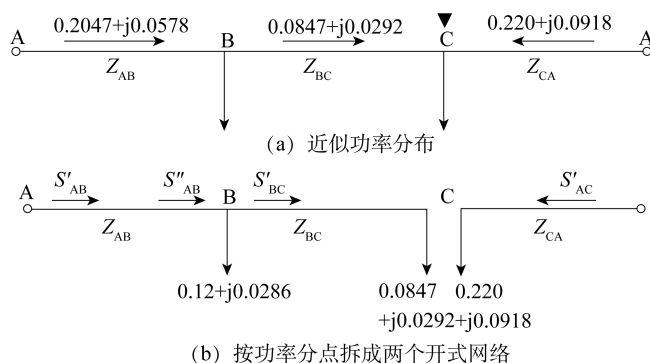 A 0.2047+j0.0578 B 0.0847+j0.0292 C 0.220+j0.0918 A
Z_AB Z_BC Z_CA
(a) 近似功率分布
A S′_AB S″_AB B S′_BC C S′_AC
Z_AB Z_BC Z_CA
0.12+j0.0286 0.0847 0.220
+j0.0292+j0.0918
(b) 按功率分点拆成两个开式网络